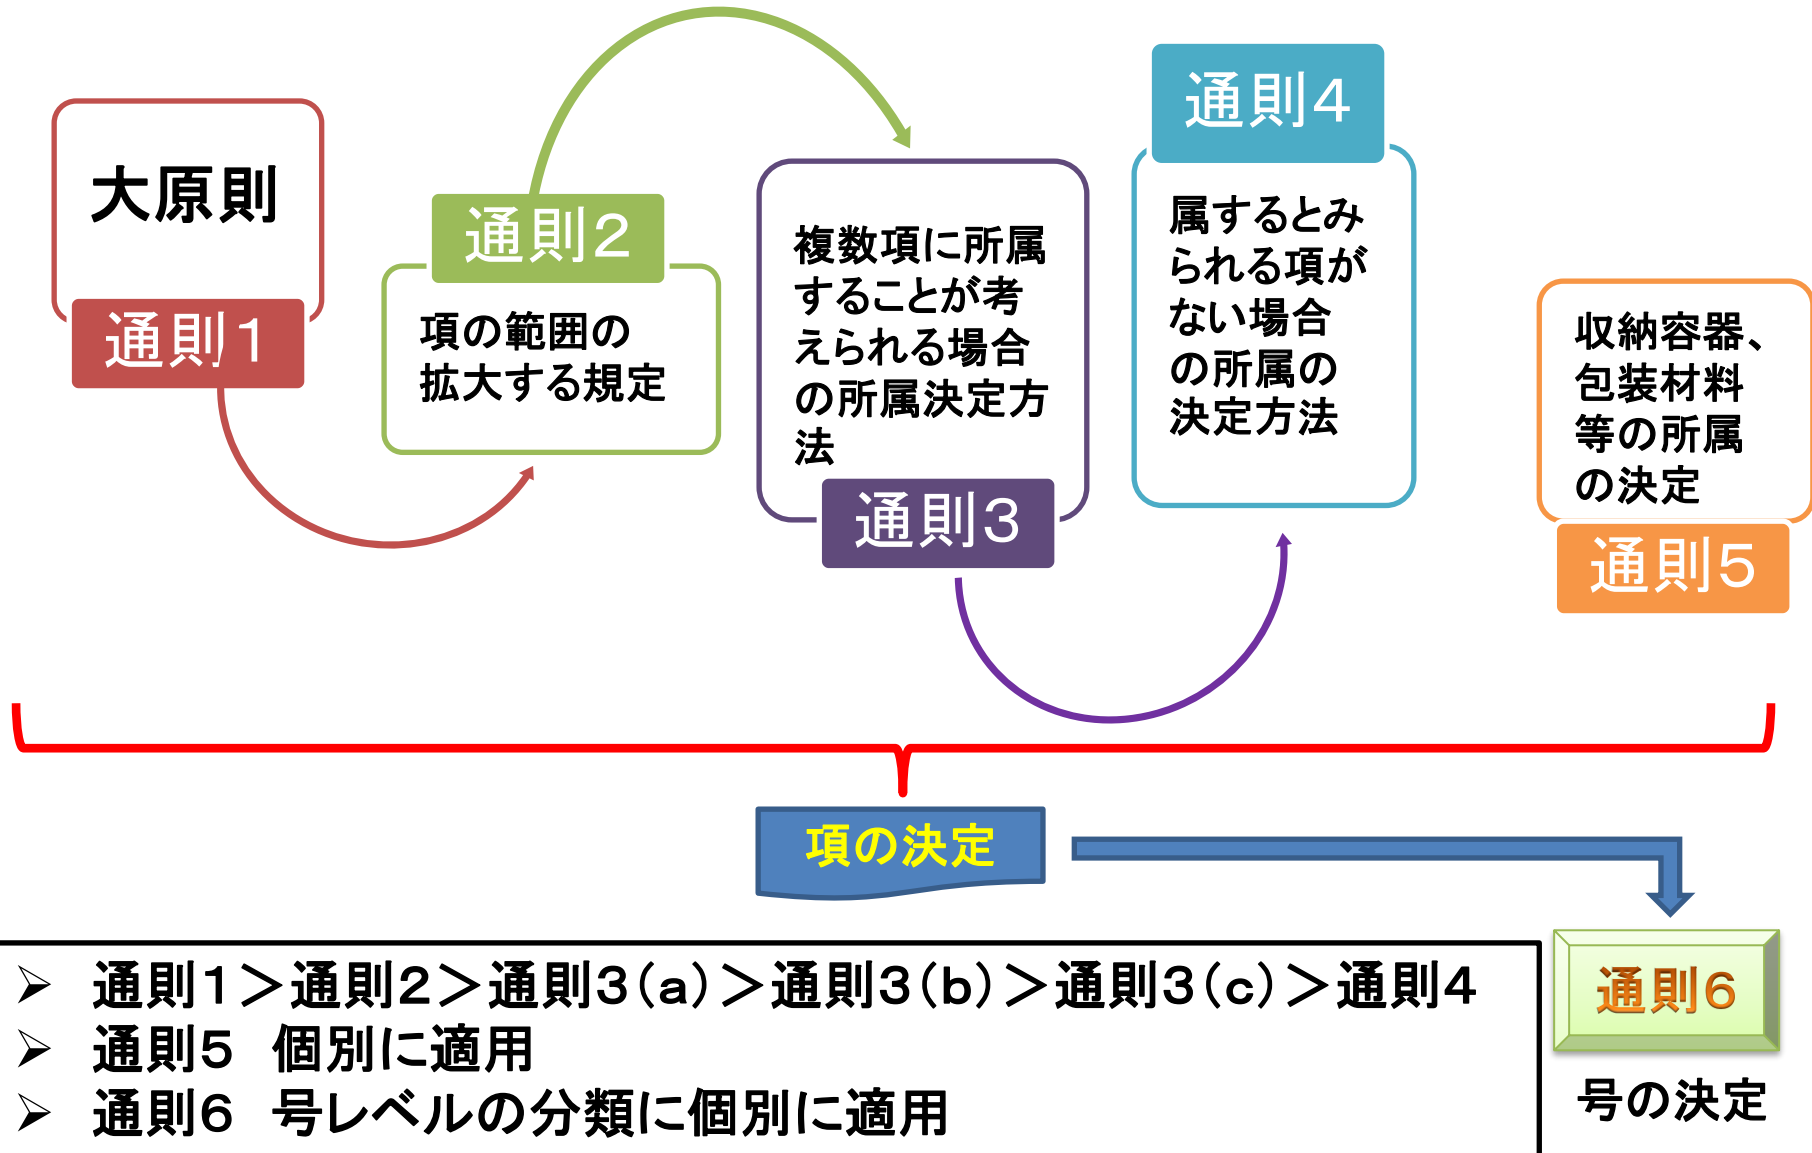 大原則
通則1
通則2
項の範囲の
拡大する規定
複数項に所属
することが考
えられる場合
の所属決定方
法
通則3
通則4
属するとみ
られる項が
ない場合
の所属の
決定方法
収納容器、
包装材料
等の所属
の決定
通則5
項の決定
➢ 通則1＞通則2＞通則3(a)＞通則3(b)＞通則3(c)＞通則4
➢ 通則5　個別に適用
➢ 通則6　号レベルの分類に個別に適用
通則6
号の決定